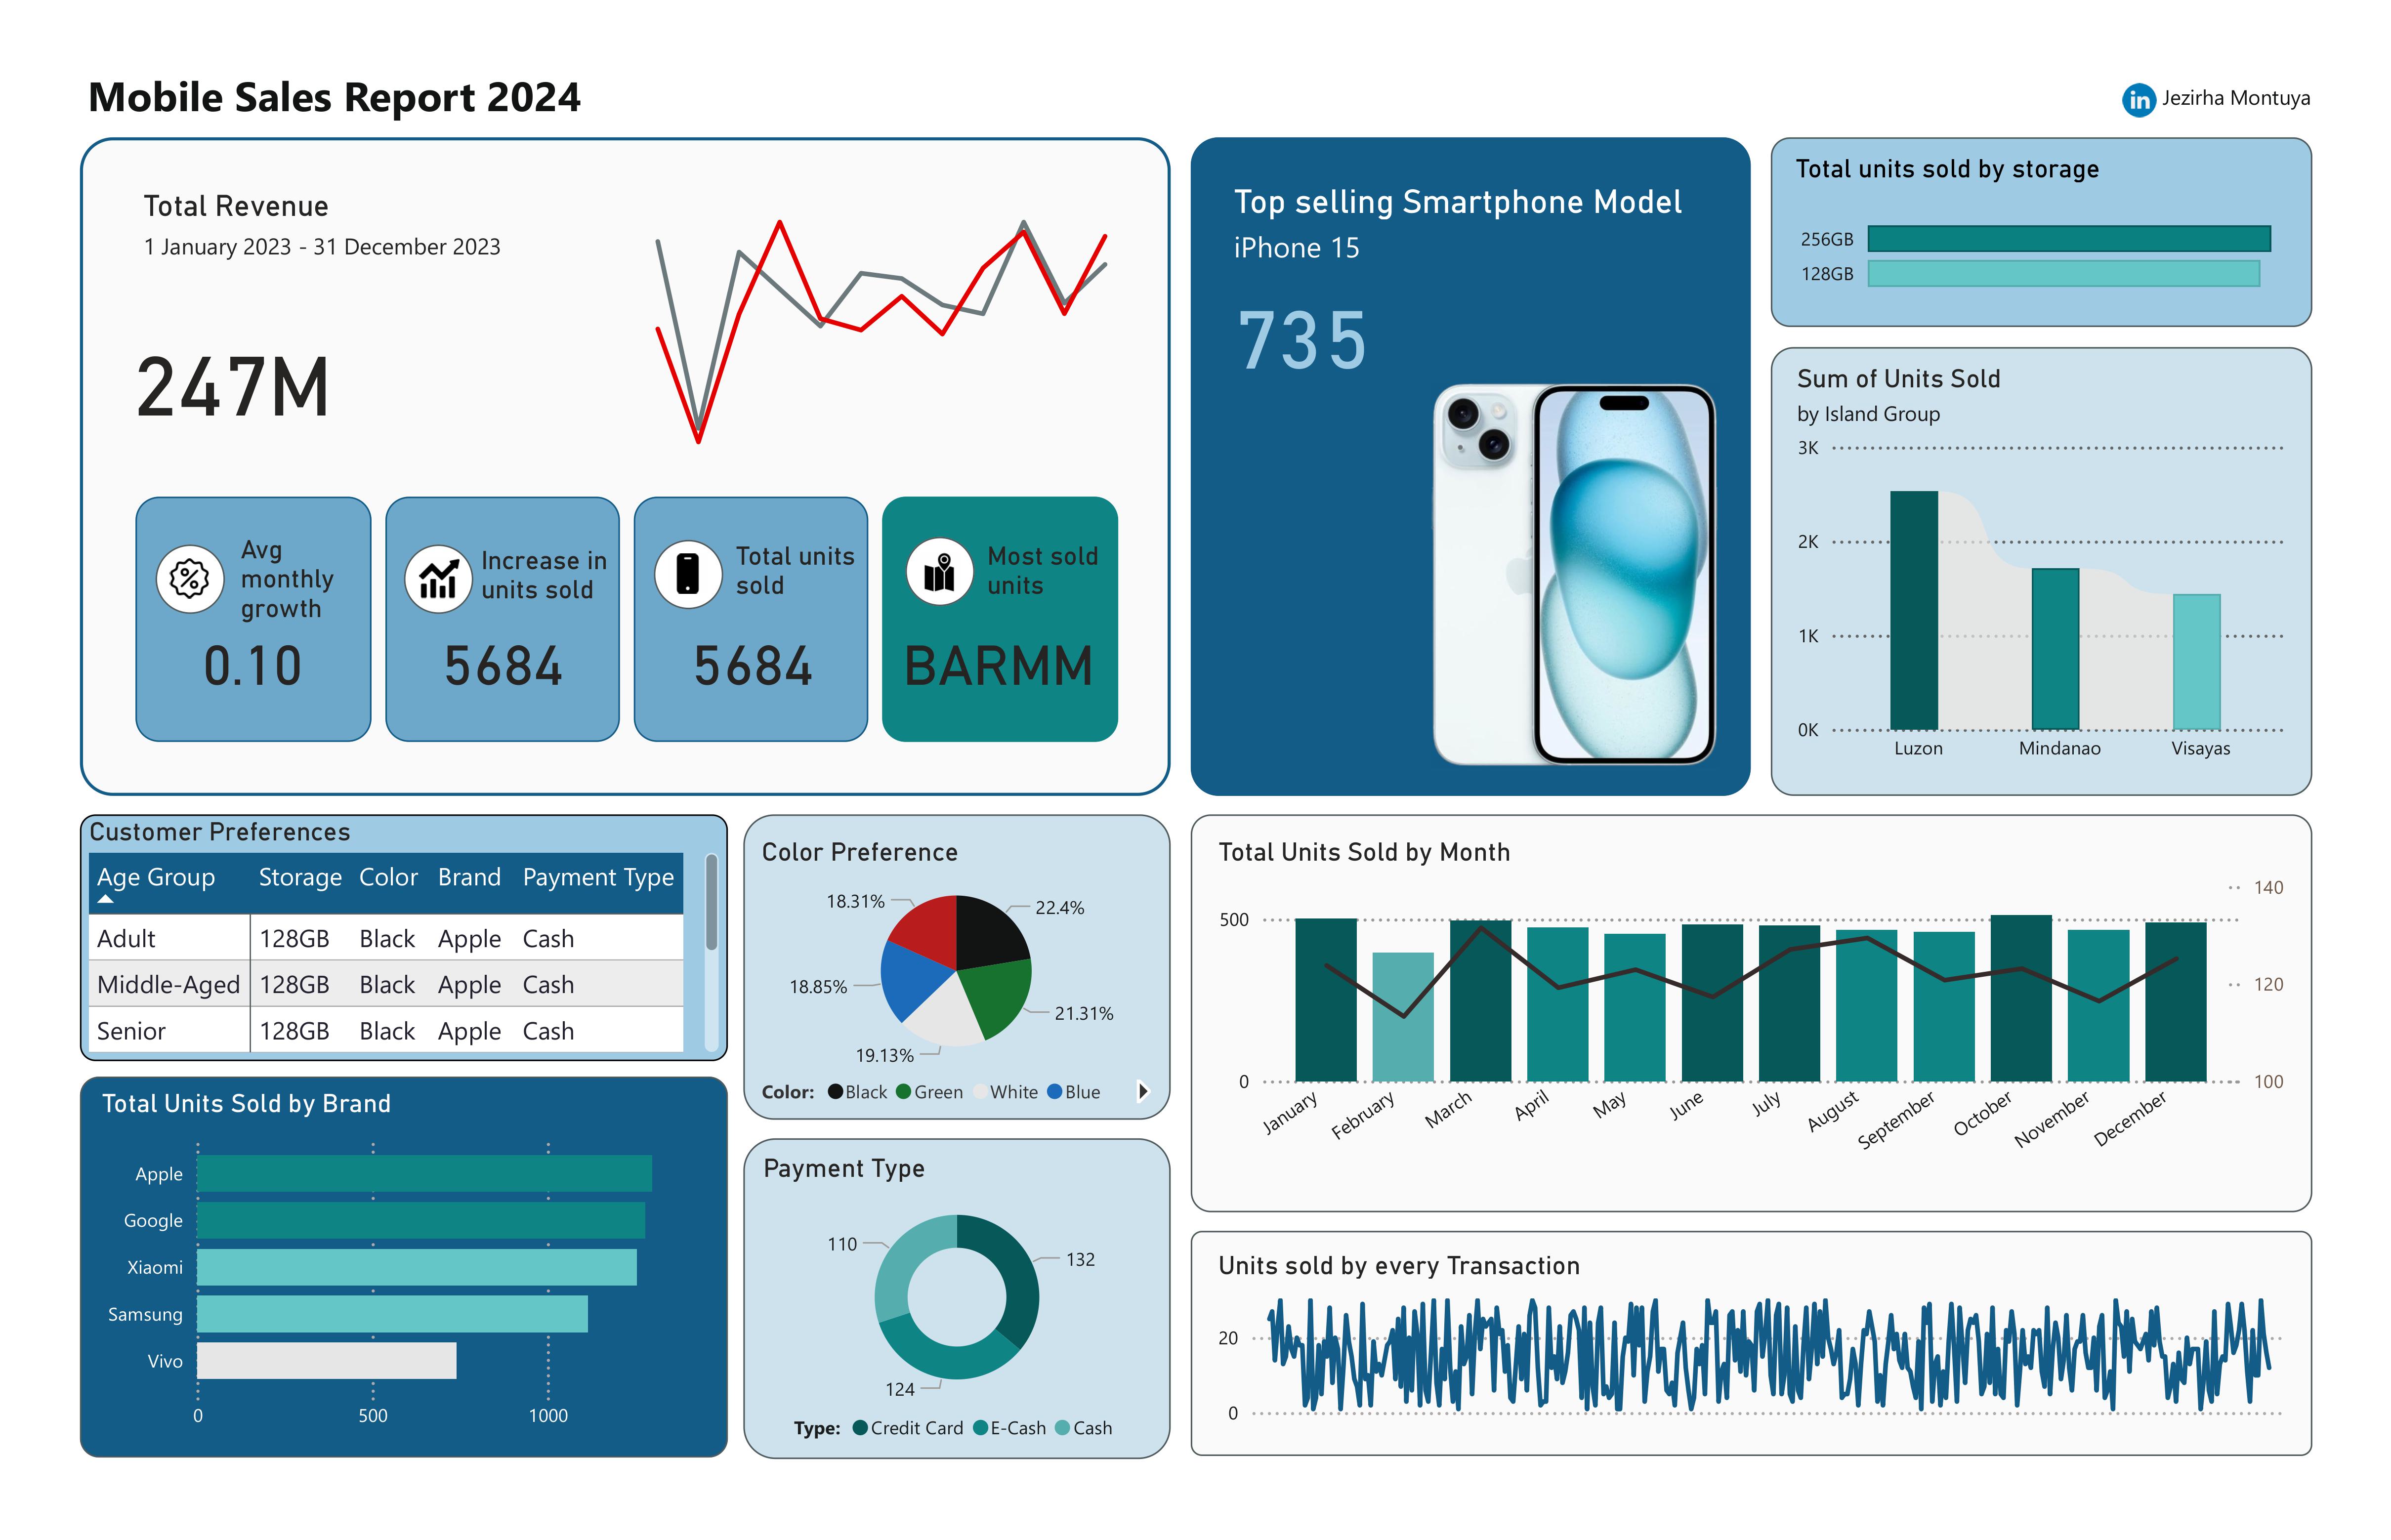 Mobile Sales Report 2024
in Jezirha Montuya
Total Revenue
1 January 2023 - 31 December 2023
247M
Avg
monthly
growth
0.10
Increase in
units sold
5684
Total units
sold
5684
Most sold
units
BARMM
Top selling Smartphone Model
iPhone 15
735
Total units sold by storage
256GB
128GB
Sum of Units Sold
by Island Group
3K
2K
1K
0K
Luzon Mindanao Visayas
Customer Preferences
Age Group Storage Color Brand Payment Type
Adult 128GB Black Apple Cash
Middle-Aged 128GB Black Apple Cash
Senior 128GB Black Apple Cash
Total Units Sold by Brand
Apple
Google
Xiaomi
Samsung
Vivo
0 500 1000
Color Preference
18.31%
22.4%
18.85%
21.31%
19.13%
Color: Black Green White Blue
Payment Type
110
132
124
Type: Credit Card E-Cash Cash
Total Units Sold by Month
140
500
120
0
100
January February March April May June July August September October November December
Units sold by every Transaction
20
0